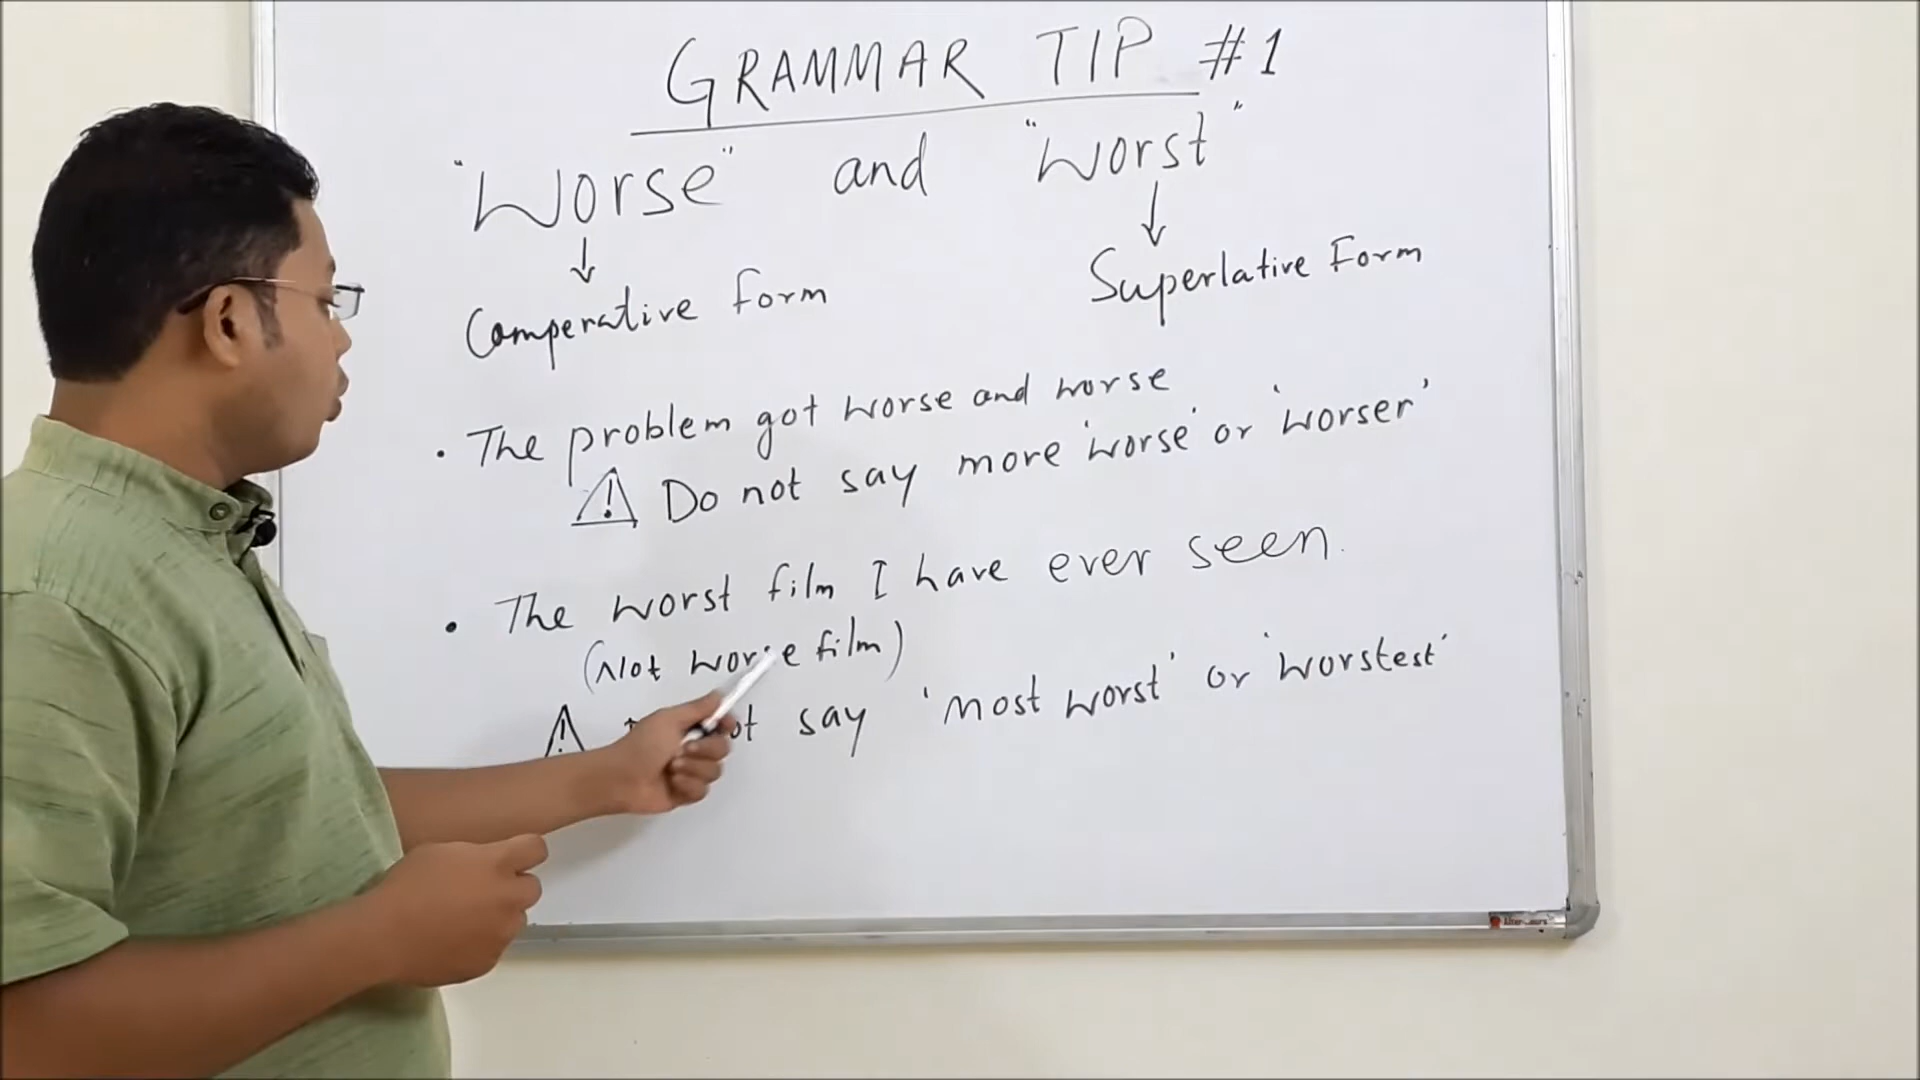 GRAMMAR TIP #1
"Worse" and "Worst"
Comperative Form
Superlative Form
• The problem got worse and worse
Do not say more 'worse' or 'worser'
• The worst film I have ever seen.
(Not worse film)
say 'most worst' or 'worstest'